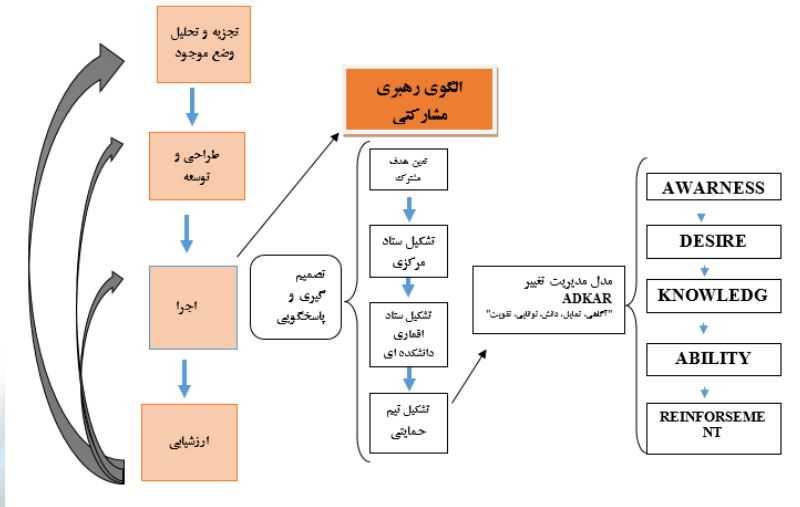 تجزیه و تحلیل
وضع موجود
طراحی و
توسعه
اجرا
ارزشیابی
الگوی رهبری
مشارکتی
تعین هدف
مشترک
تشکیل ستاد
مرکزی
تشکیل ستاد
اقماری
دانشکده ای
تشکیل تیم
حمایتی
تصمیم
گیری و
پاسخگویی
مدل مدیریت تغییر
ADKAR
"آگاهی، تمایل، دانش، توانایی، تقویت"
AWARNESS
DESIRE
KNOWLEDG
ABILITY
REINFORSEME
NT